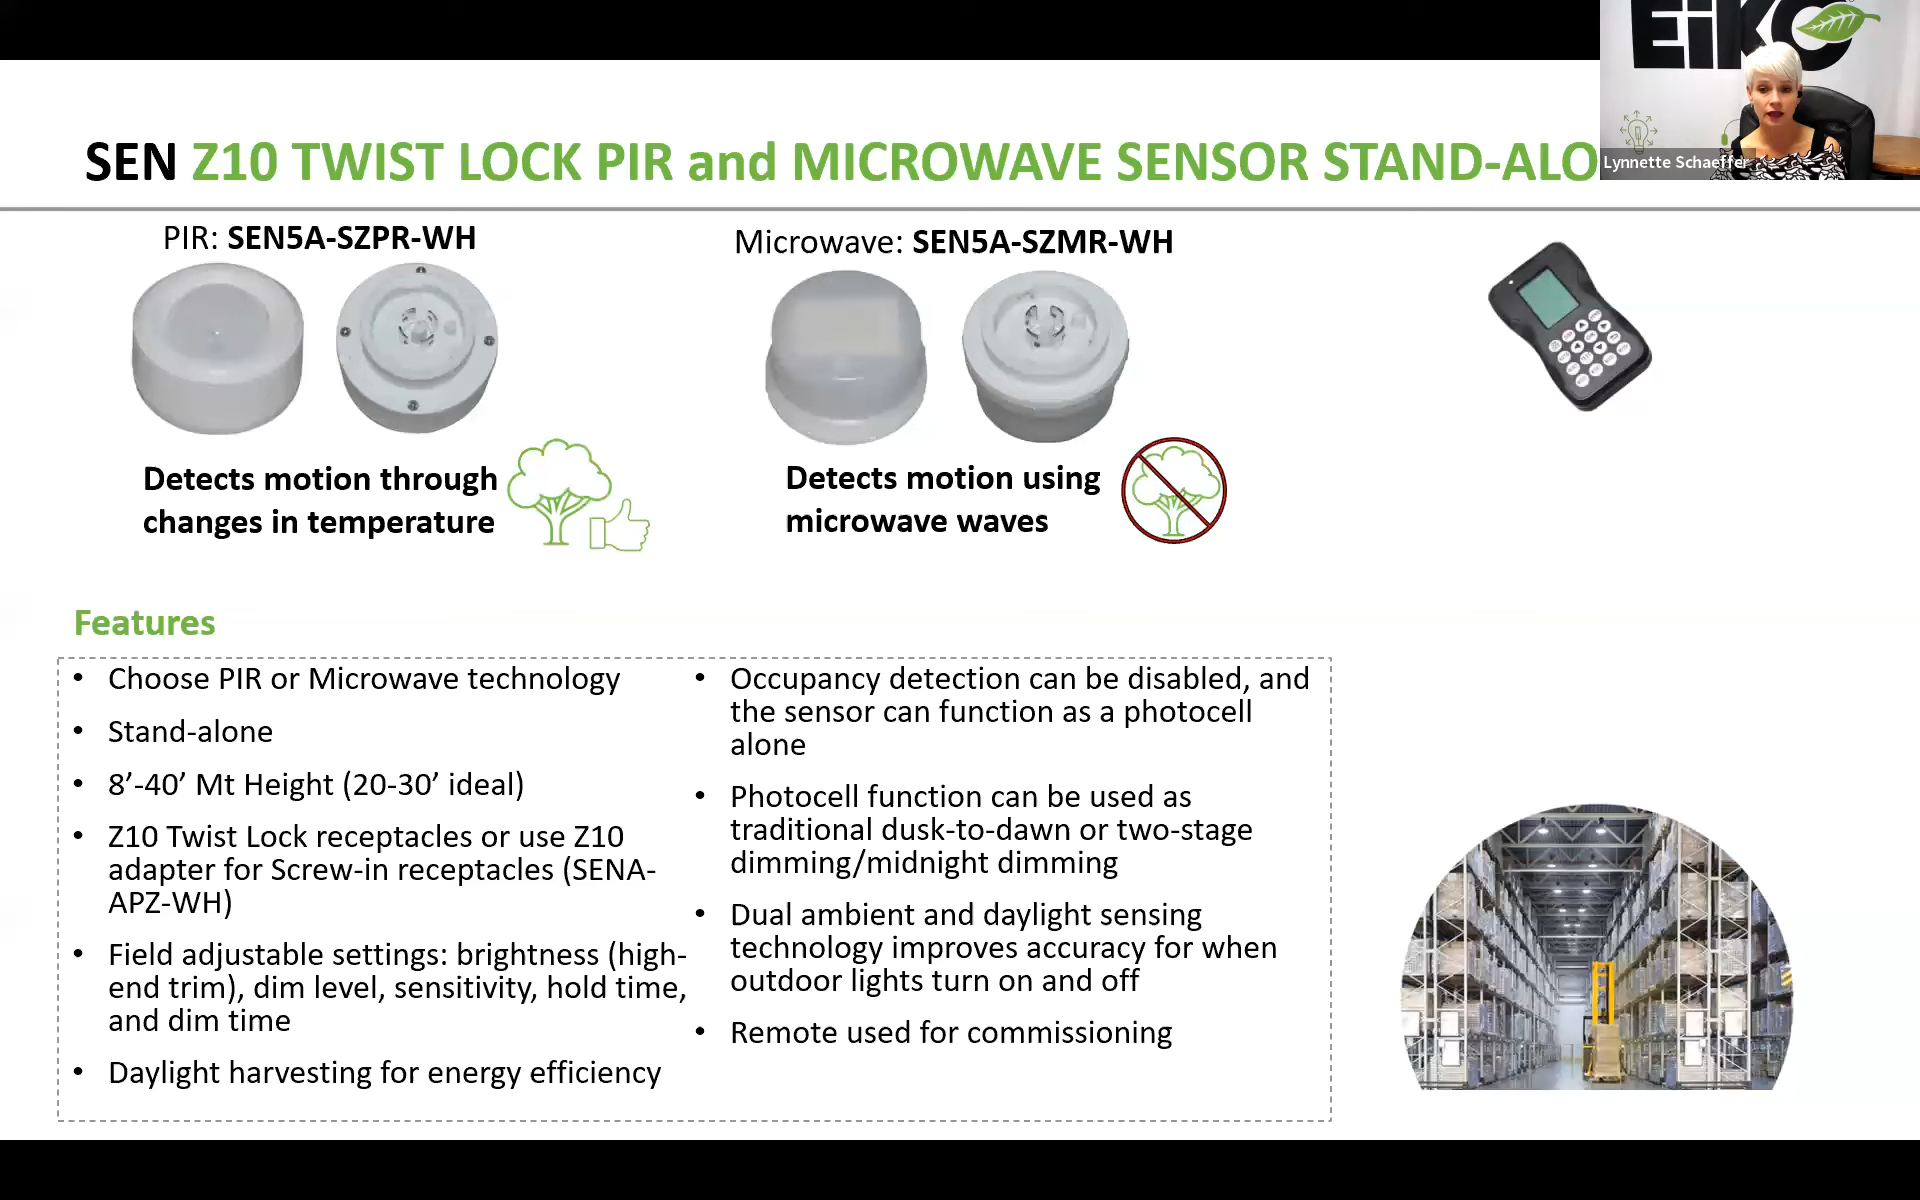 EiKO
Lynnette Schaeffer
SEN Z10 TWIST LOCK PIR and MICROWAVE SENSOR STAND-ALO
PIR: SEN5A-SZPR-WH
Microwave: SEN5A-SZMR-WH
Detects motion through
changes in temperature
Detects motion using
microwave waves
Features
• Choose PIR or Microwave technology
• Stand-alone
• 8’-40’ Mt Height (20-30’ ideal)
• Z10 Twist Lock receptacles or use Z10
adapter for Screw-in receptacles (SENA-
APZ-WH)
• Field adjustable settings: brightness (high-
end trim), dim level, sensitivity, hold time,
and dim time
• Daylight harvesting for energy efficiency
• Occupancy detection can be disabled, and
the sensor can function as a photocell
alone
• Photocell function can be used as
traditional dusk-to-dawn or two-stage
dimming/midnight dimming
• Dual ambient and daylight sensing
technology improves accuracy for when
outdoor lights turn on and off
• Remote used for commissioning